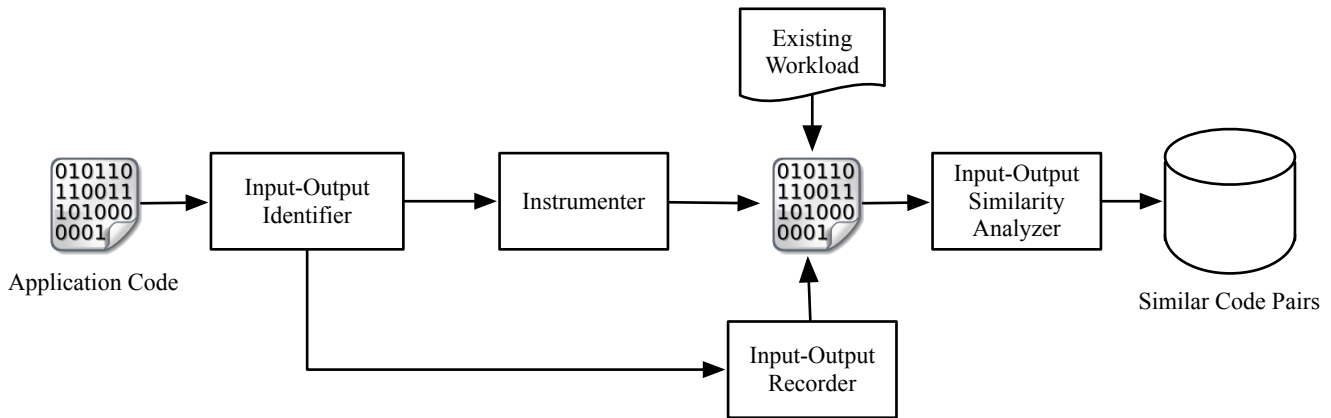 Existing
Workload
010110
110011
101000
0001
Application Code
Input-Output
Identifier
Instrumenter
010110
110011
101000
0001
Input-Output
Similarity
Analyzer
Similar Code Pairs
Input-Output
Recorder